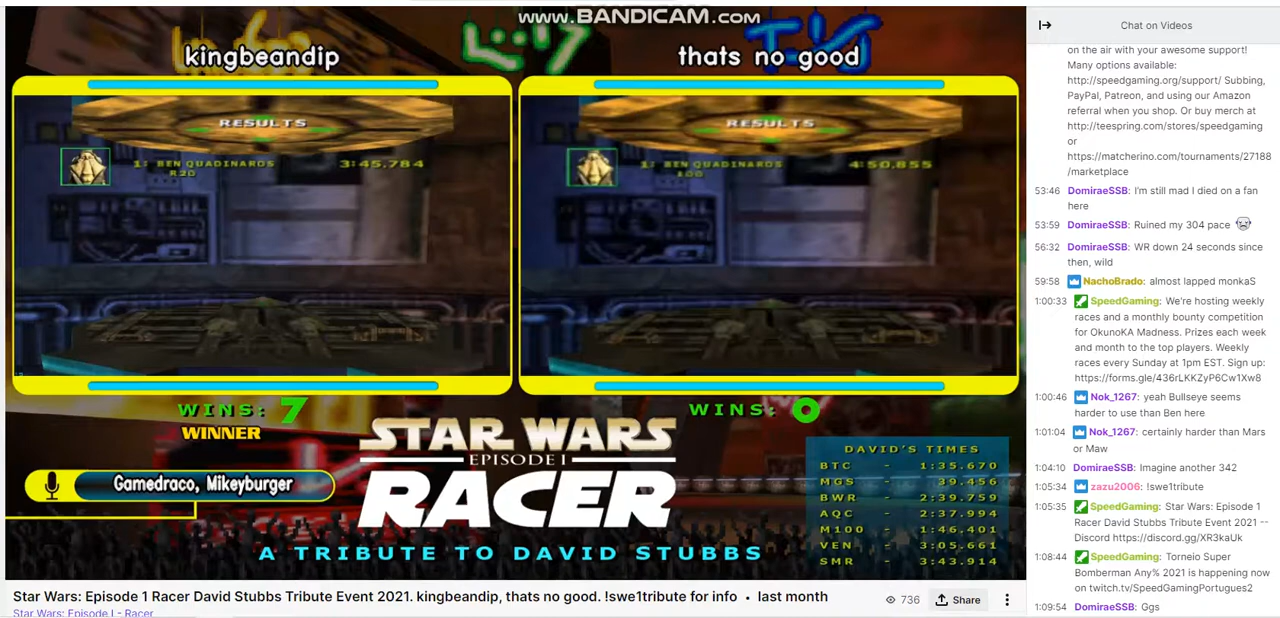 www.BANDICAM.com
kingbeandip
thats no good
RESULTS
1: BEN QUADINAROS 3:45.784
R20
RESULTS
1: BEN QUADINAROS 4:50.855
100
WINS: 7
WINNER
WINS: 0
Gamedraco, Mikeyburger
STAR WARS
EPISODE I
RACER
A TRIBUTE TO DAVID STUBBS
DAVID'S TIMES
BTC - 1:35.670
MGS - 39.456
BWR - 2:39.759
AQC - 2:37.994
M100 - 1:46.401
VEN - 3:05.661
SMR - 3:43.914
Star Wars: Episode 1 Racer David Stubbs Tribute Event 2021. kingbeandip, thats no good. !swe1tribute for info • last month
736
Share
Star Wars: Episode I - Racer
Chat on Videos
on the air with your awesome support!
Many options available:
http://speedgaming.org/support/ Subbing,
PayPal, Patreon, and using our Amazon
referral when you shop. Or buy merch at
http://teespring.com/stores/speedgaming
or
https://matcherino.com/tournaments/27188
/marketplace
53:46 DomiraeSSB: I'm still mad I died on a fan
here
53:59 DomiraeSSB: Ruined my 304 pace
56:32 DomiraeSSB: WR down 24 seconds since
then, wild
59:58 NachoBrado: almost lapped monkaS
1:00:33 SpeedGaming: We're hosting weekly
races and a monthly bounty competition
for OkunoKA Madness. Prizes each week
and month to the top players. Weekly
races every Sunday at 1pm EST. Sign up:
https://forms.gle/436rLKKZyP6Cw1Xw8
1:00:46 Nok_1267: yeah Bullseye seems
harder to use than Ben here
1:01:04 Nok_1267: certainly harder than Mars
or Maw
1:04:10 DomiraeSSB: Imagine another 342
1:05:34 zazu2006: !swe1tribute
1:05:35 SpeedGaming: Star Wars: Episode 1
Racer David Stubbs Tribute Event 2021 --
Discord https://discord.gg/XR3kaUk
1:08:44 SpeedGaming: Torneio Super
Bomberman Any% 2021 is happening now
on twitch.tv/SpeedGamingPortugues2
1:09:54 DomiraeSSB: Ggs